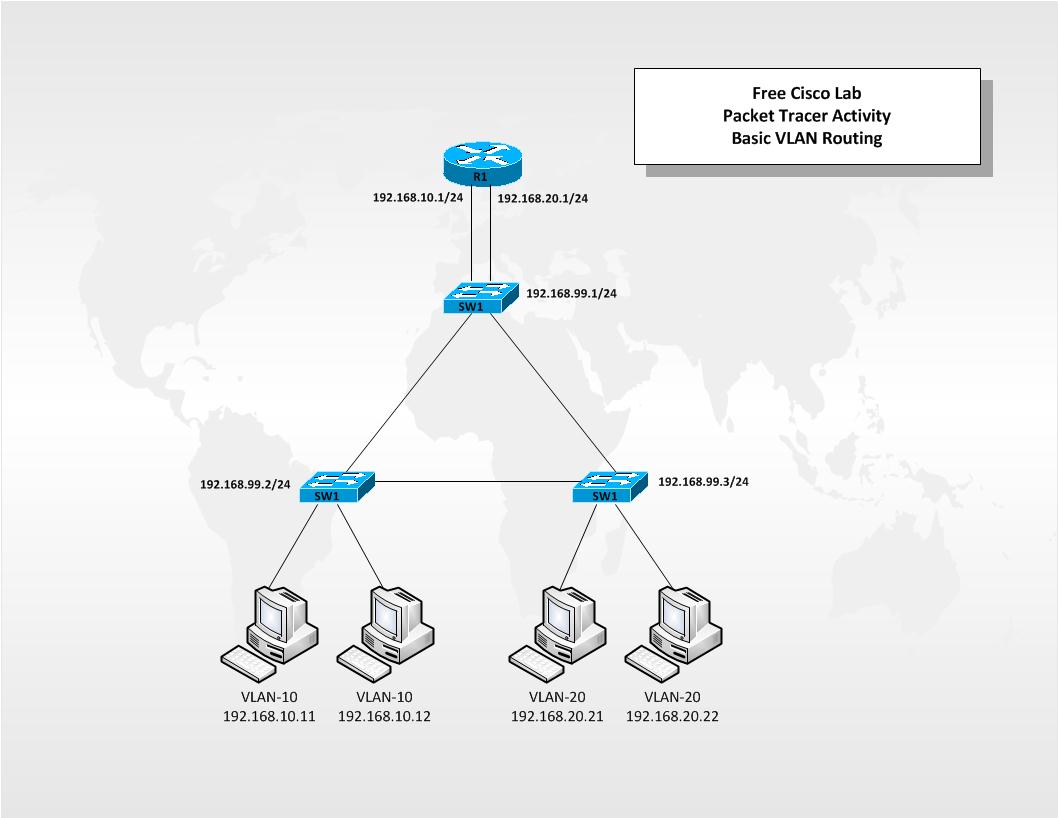 Free Cisco Lab
Packet Tracer Activity
Basic VLAN Routing
R1
192.168.10.1/24
192.168.20.1/24
192.168.99.1/24
SW1
192.168.99.2/24
SW1
192.168.99.3/24
SW1
VLAN-10
192.168.10.11
VLAN-10
192.168.10.12
VLAN-20
192.168.20.21
VLAN-20
192.168.20.22